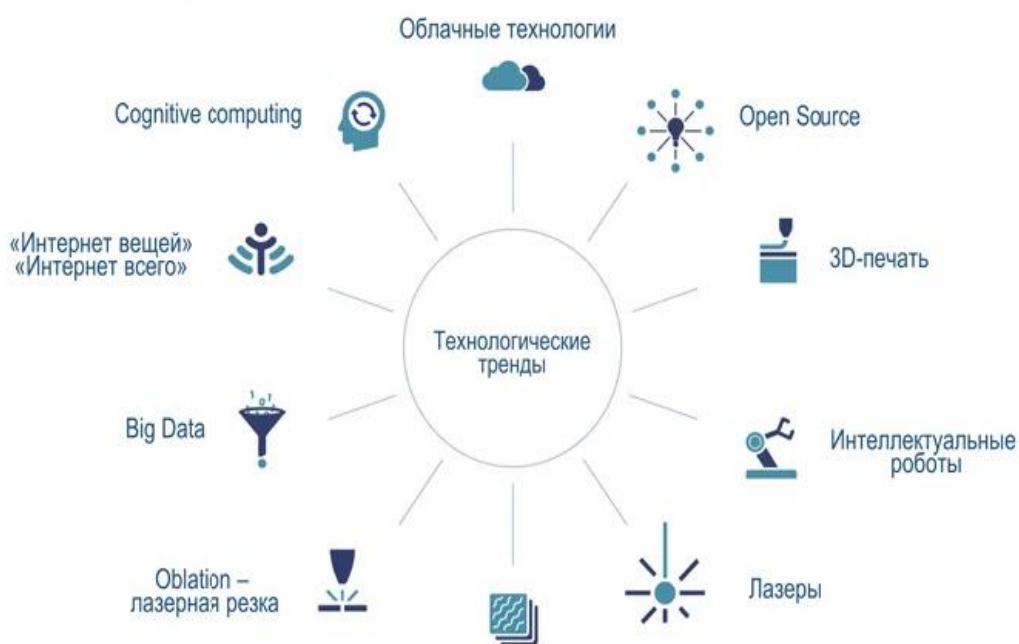 Облачные технологии
Cognitive computing
Open Source
«Интернет вещей»
«Интернет всего»
3D-печать
Технологические
тренды
Big Data
Интеллектуальные
роботы
Oblation –
лазерная резка
Лазеры